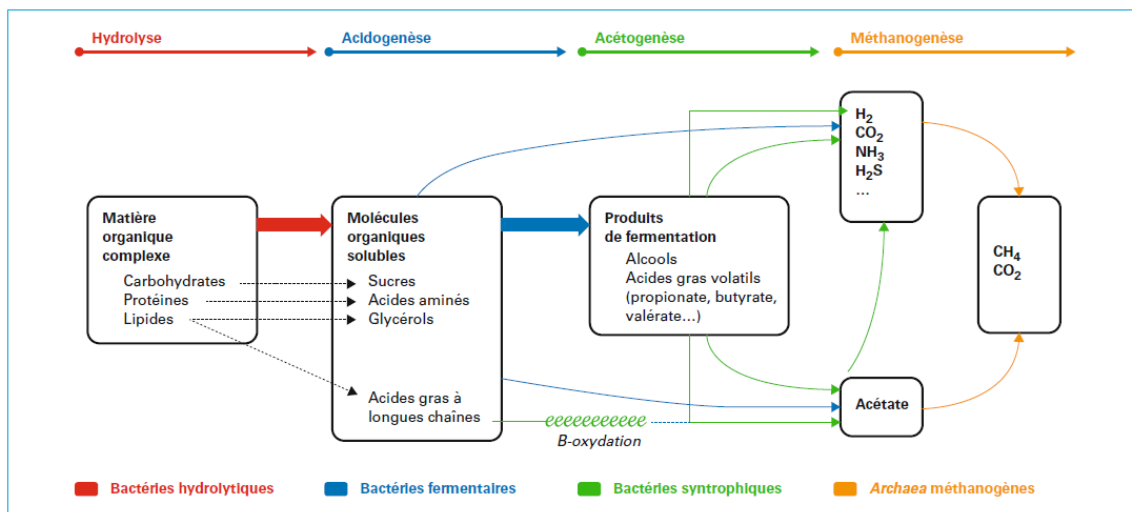 Hydrolyse
Acidogenèse
Acétogenèse
Méthanogenèse
Matière
organique
complexe
Carbohydrates
Protéines
Lipides
Molécules
organiques
solubles
Sucres
Acides aminés
Glycérols
Acides gras à
longues chaînes
eeeeeeeeeee
B-oxydation
Produits
de fermentation
Alcools
Acides gras volatils
(propionate, butyrate,
valérate…)
H₂
CO₂
NH₃
H₂S
…
Acétate
CH₄
CO₂
Bactéries hydrolytiques
Bactéries fermentaires
Bactéries syntrophiques
Archaea méthanogènes